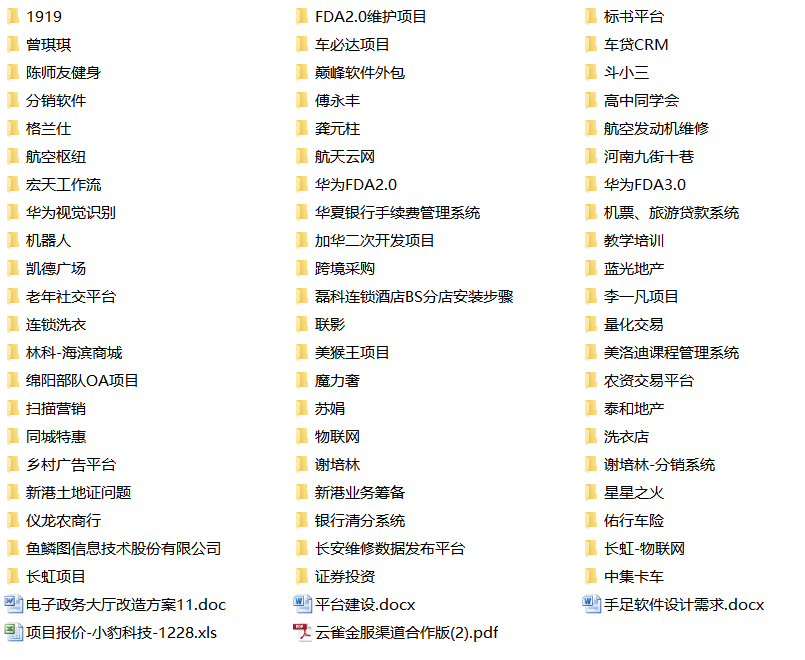 1919
FDA2.0维护项目
标书平台
曾琪琪
车必达项目
车贷CRM
陈师友健身
巅峰软件外包
斗小三
分销软件
傅永丰
高中同学会
格兰仕
龚元柱
航空发动机维修
航空枢纽
航天云网
河南九街十巷
宏天工作流
华为FDA2.0
华为FDA3.0
华为视觉识别
华夏银行手续费管理系统
机票、旅游贷款系统
机器人
加华二次开发项目
教学培训
凯德广场
跨境采购
蓝光地产
老年社交平台
磊科连锁酒店BS分店安装步骤
李一凡项目
连锁洗衣
联影
量化交易
林科-海滨商城
美猴王项目
美洛迪课程管理系统
绵阳部队OA项目
魔力奢
农资交易平台
扫描营销
苏娟
泰和地产
同城特惠
物联网
洗衣店
乡村广告平台
谢培林
谢培林-分销系统
新港土地证问题
新港业务筹备
星星之火
仪龙农商行
银行清分系统
佑行车险
鱼鳞图信息技术股份有限公司
长安维修数据发布平台
长虹-物联网
长虹项目
证券投资
中集卡车
电子政务大厅改造方案11.doc
平台建设.docx
手足软件设计需求.docx
项目报价-小豹科技-1228.xls
云雀金服渠道合作版(2).pdf